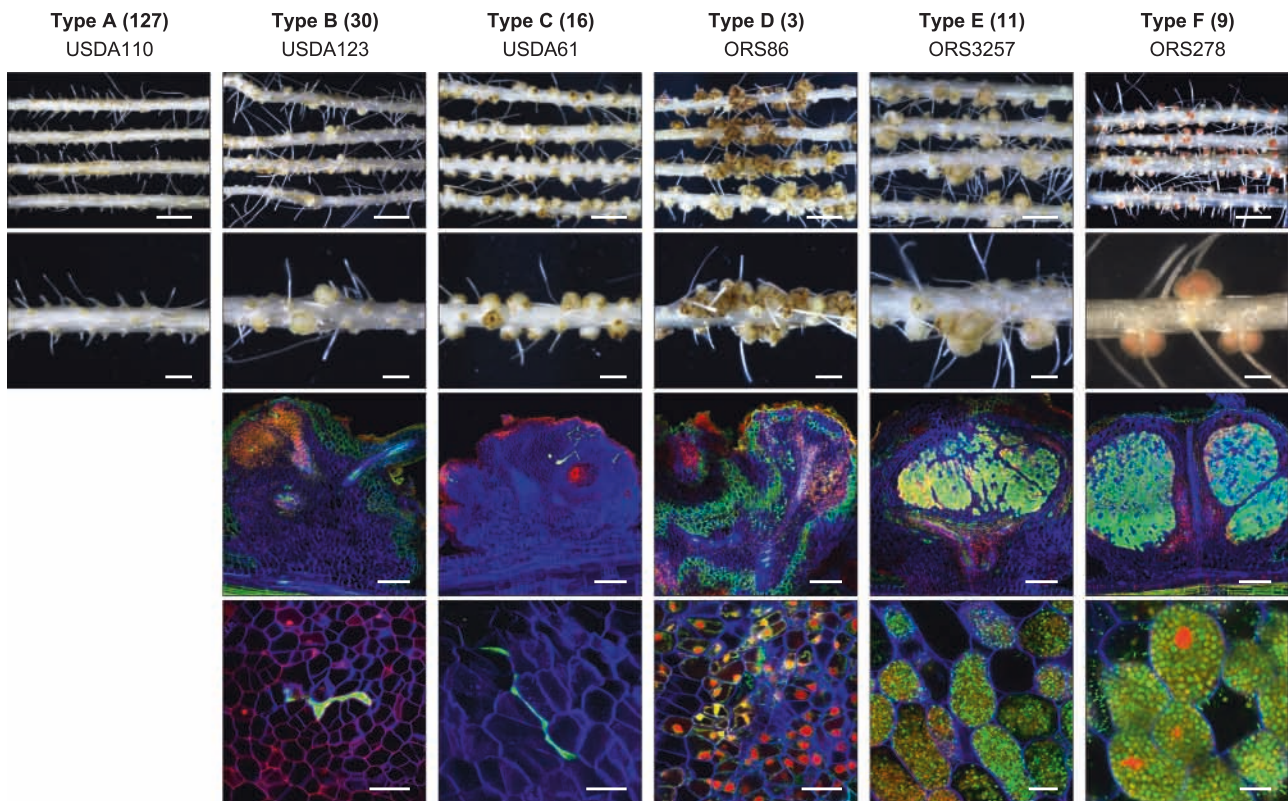 Type A (127)
USDA110
Type B (30)
USDA123
Type C (16)
USDA61
Type D (3)
ORS86
Type E (11)
ORS3257
Type F (9)
ORS278